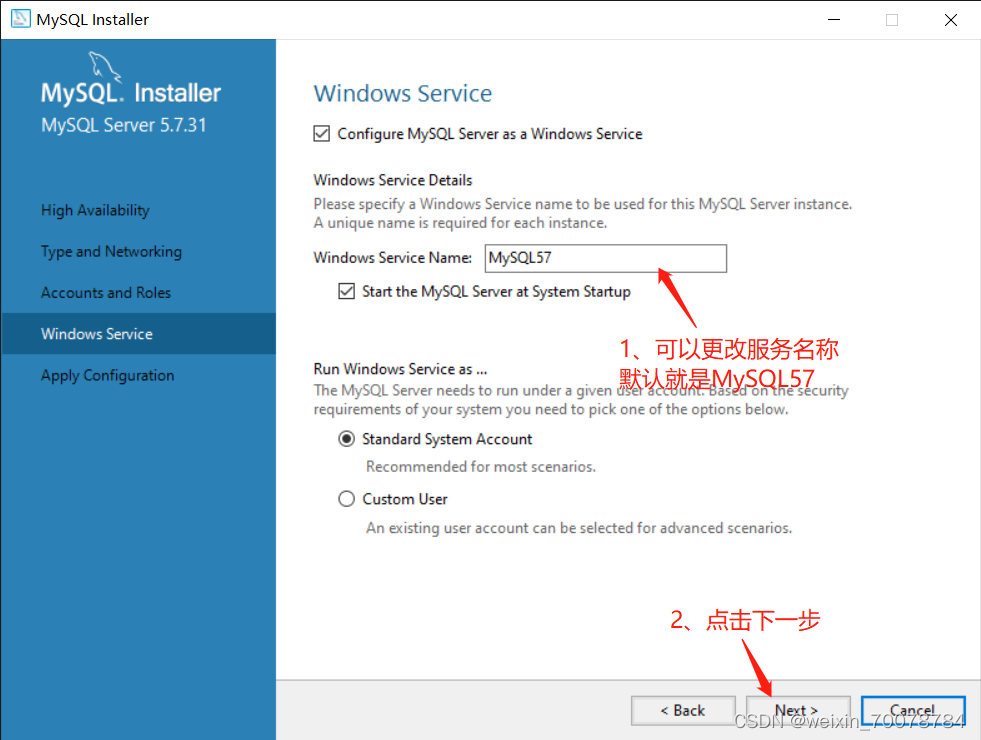 MySQL Installer
MySQL. Installer
MySQL Server 5.7.31
High Availability
Type and Networking
Accounts and Roles
Windows Service
Apply Configuration
Windows Service
Configure MySQL Server as a Windows Service
Windows Service Details
Please specify a Windows Service name to be used for this MySQL Server instance.
A unique name is required for each instance.
Windows Service Name: MySQL57
Start the MySQL Server at System Startup
1、可以更改服务名称
默认就是MySQL57
Run Windows Service as ...
The MySQL Server needs to run under a given user account. Based on the security
requirements of your system you need to pick one of the options below.
Standard System Account
Recommended for most scenarios.
Custom User
An existing user account can be selected for advanced scenarios.
2、点击下一步
< Back Next > Cancel
CSDN @weixin_70078784